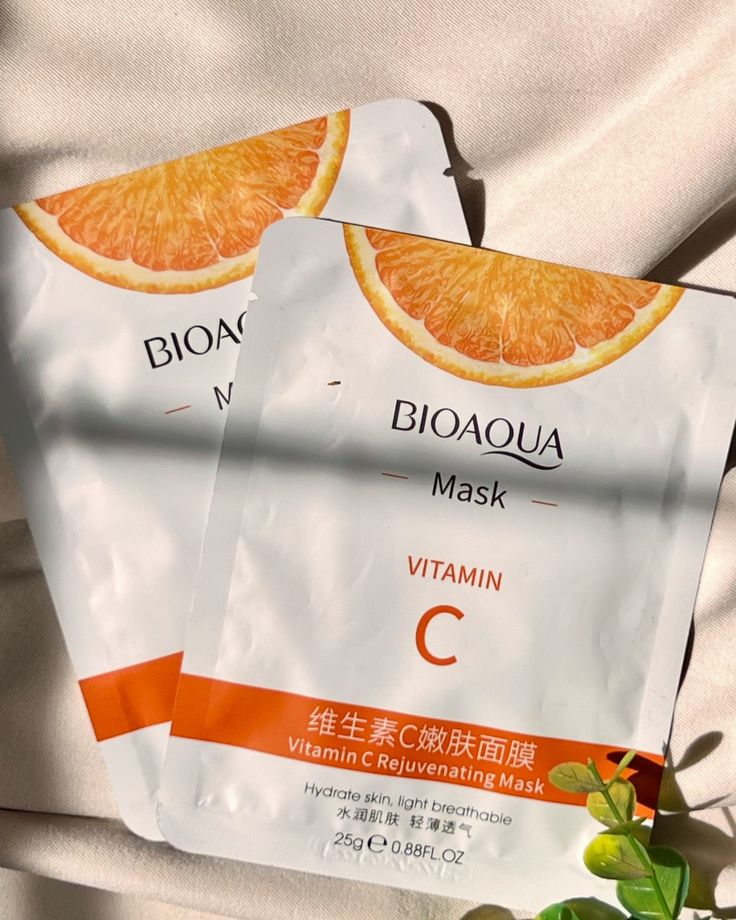 BIOAQUA
Mask
VITAMIN
C
维生素C嫩肤面膜
Vitamin C Rejuvenating Mask
Hydrate skin, light breathable
水润肌肤 轻薄透气
25g ℮ 0.88FL.OZ